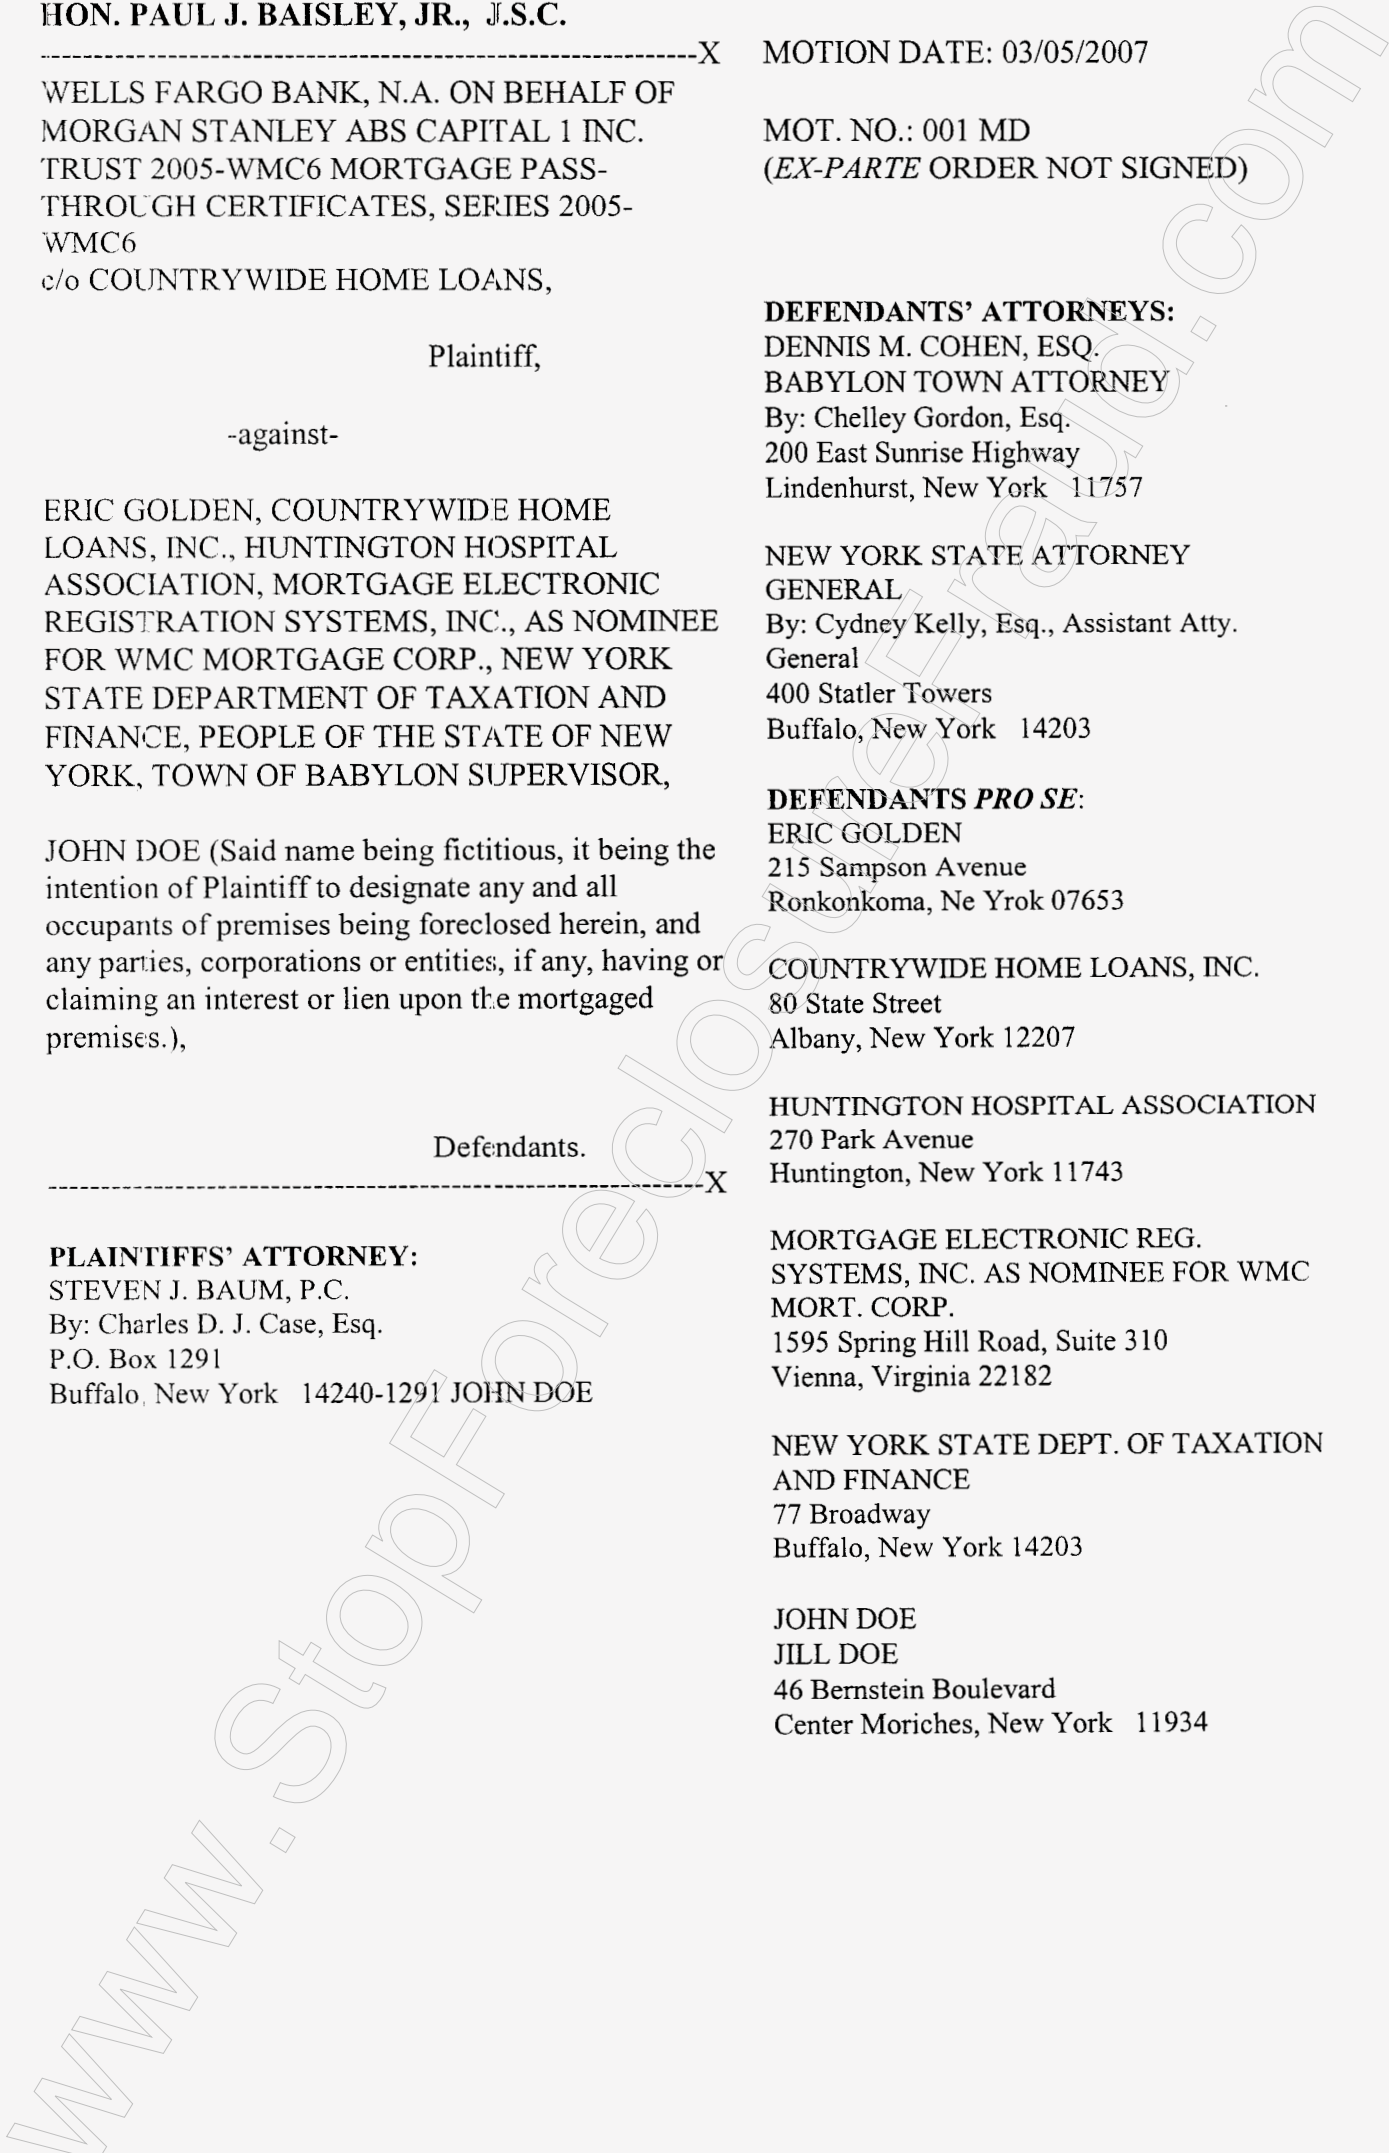 HON. PAUL J. BAISLEY, JR., J.S.C.
--------------------------------------------------------------X
WELLS FARGO BANK, N.A. ON BEHALF OF
MORGAN STANLEY ABS CAPITAL 1 INC.
TRUST 2005-WMC6 MORTGAGE PASS-
THROUGH CERTIFICATES, SERIES 2005-
WMC6
c/o COUNTRYWIDE HOME LOANS,
Plaintiff,
-against-
ERIC GOLDEN, COUNTRYWIDE HOME
LOANS, INC., HUNTINGTON HOSPITAL
ASSOCIATION, MORTGAGE ELECTRONIC
REGISTRATION SYSTEMS, INC., AS NOMINEE
FOR WMC MORTGAGE CORP., NEW YORK
STATE DEPARTMENT OF TAXATION AND
FINANCE, PEOPLE OF THE STATE OF NEW
YORK, TOWN OF BABYLON SUPERVISOR,
JOHN DOE (Said name being fictitious, it being the
intention of Plaintiff to designate any and all
occupants of premises being foreclosed herein, and
any parties, corporations or entities, if any, having or
claiming an interest or lien upon the mortgaged
premises.),
Defendants.
--------------------------------------------------------------X
PLAINTIFFS' ATTORNEY:
STEVEN J. BAUM, P.C.
By: Charles D. J. Case, Esq.
P.O. Box 1291
Buffalo, New York 14240-1291 JOHN DOE
MOTION DATE: 03/05/2007
MOT. NO.: 001 MD
(EX-PARTE ORDER NOT SIGNED)
DEFENDANTS' ATTORNEYS:
DENNIS M. COHEN, ESQ.
BABYLON TOWN ATTORNEY
By: Chelley Gordon, Esq.
200 East Sunrise Highway
Lindenhurst, New York 11757
NEW YORK STATE ATTORNEY
GENERAL
By: Cydney Kelly, Esq., Assistant Atty.
General
400 Statler Towers
Buffalo, New York 14203
DEFENDANTS PRO SE:
ERIC GOLDEN
215 Sampson Avenue
Ronkonkoma, Ne Yrok 07653
COUNTRYWIDE HOME LOANS, INC.
80 State Street
Albany, New York 12207
HUNTINGTON HOSPITAL ASSOCIATION
270 Park Avenue
Huntington, New York 11743
MORTGAGE ELECTRONIC REG.
SYSTEMS, INC. AS NOMINEE FOR WMC
MORT. CORP.
1595 Spring Hill Road, Suite 310
Vienna, Virginia 22182
NEW YORK STATE DEPT. OF TAXATION
AND FINANCE
77 Broadway
Buffalo, New York 14203
JOHN DOE
JILL DOE
46 Bernstein Boulevard
Center Moriches, New York 11934
www.StopForeclosureFraud.com